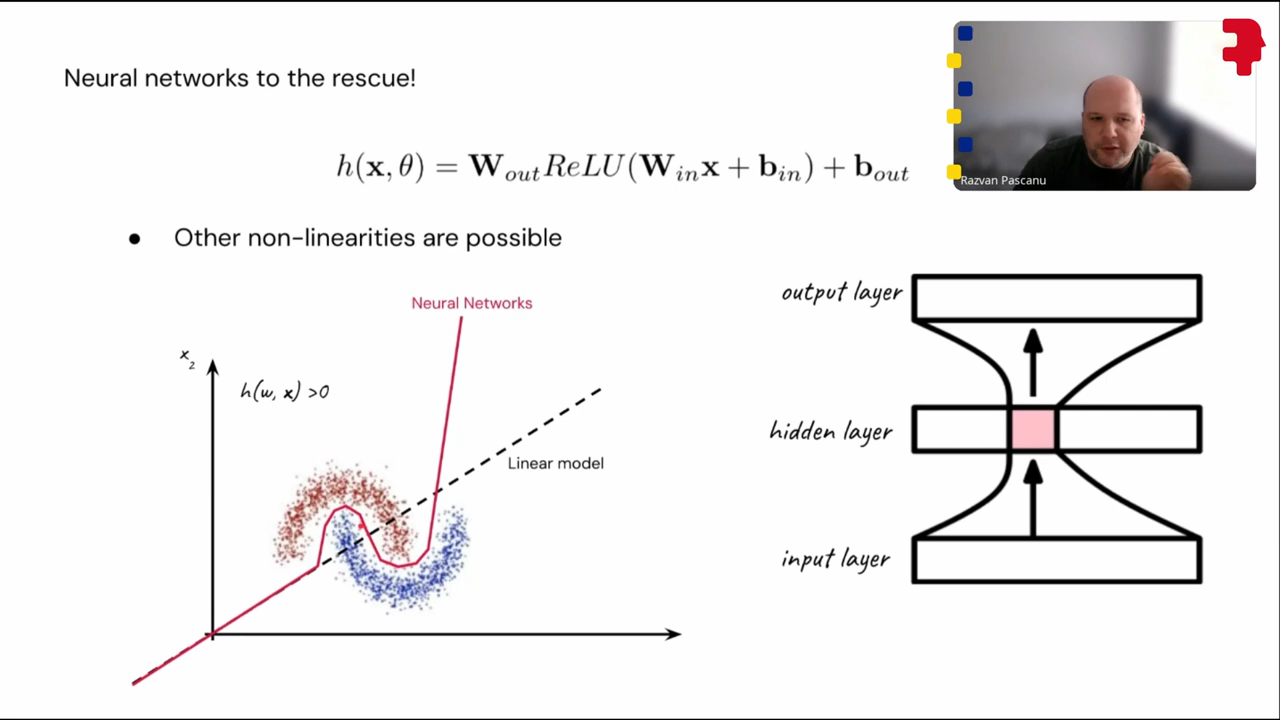 Neural networks to the rescue!
h(x, θ) = W_out ReLU(W_in x + b_in) + b_out
Razvan Pascanu
● Other non-linearities are possible
Neural Networks
x_2
h(w, x) >0
Linear model
output layer
hidden layer
input layer